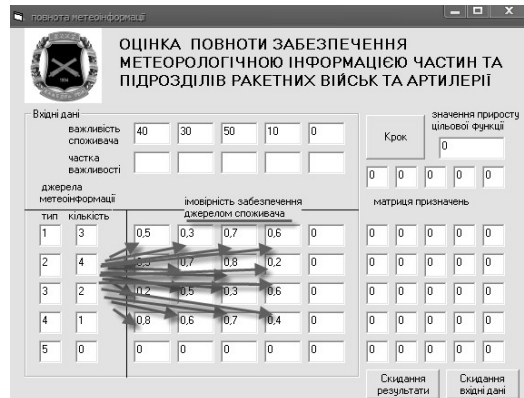 повнота метеоінформації
ОЦІНКА ПОВНОТИ ЗАБЕЗПЕЧЕННЯ
МЕТЕОРОЛОГІЧНОЮ ІНФОРМАЦІЄЮ ЧАСТИН ТА
ПІДРОЗДІЛІВ РАКЕТНИХ ВІЙСЬК ТА АРТИЛЕРІЇ
Вхідні дані
важливість
споживача
40 30 50 10 0
частка
важливості
Крок
значення приросту
цільової функції
0
0 0 0 0 0
джерела
метеоінформації
імовірність забезпечення
джерелом споживача
матриця призначень
тип кількість
1 3 0,5 0,3 0,7 0,6 0 0 0 0 0 0
2 4 0,7 0,8 0,2 0 0 0 0 0 0
3 2 0,2 0,5 0,3 0,6 0 0 0 0 0 0
4 1 0,8 0,6 0,7 0,4 0 0 0 0 0 0
5 0 0 0 0 0 0 0 0 0 0 0
Скидання
результати
Скидання
вхідні дані